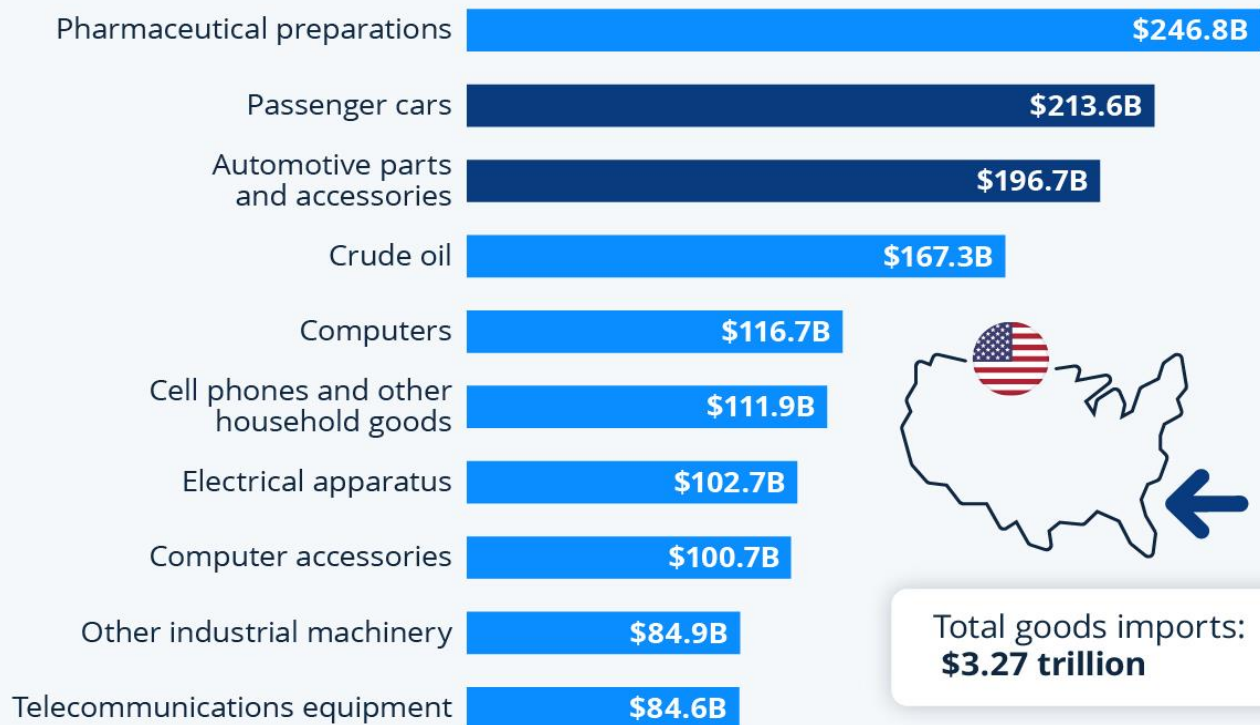 Pharmaceutical preparations
$246.8B
Passenger cars
$213.6B
Automotive parts
and accessories
$196.7B
Crude oil
$167.3B
Computers
$116.7B
Cell phones and other
household goods
$111.9B
Electrical apparatus
$102.7B
Computer accessories
$100.7B
Other industrial machinery
$84.9B
Telecommunications equipment
$84.6B
Total goods imports:
$3.27 trillion